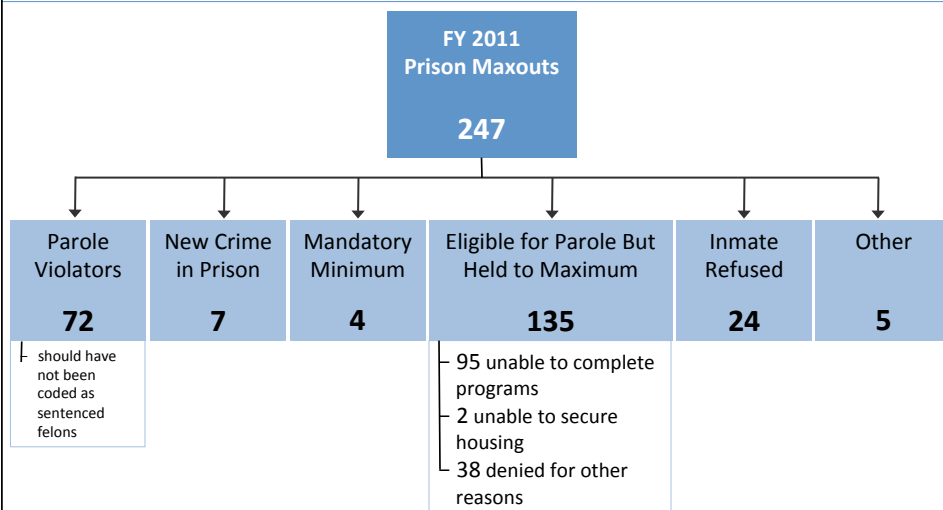 FY 2011
Prison Maxouts
247
Parole
Violators
72
New Crime
in Prison
7
Mandatory
Minimum
4
Eligible for Parole But
Held to Maximum
135
Inmate
Refused
24
Other
5
should have
not been
coded as
sentenced
felons
95 unable to complete
programs
2 unable to secure
housing
38 denied for other
reasons